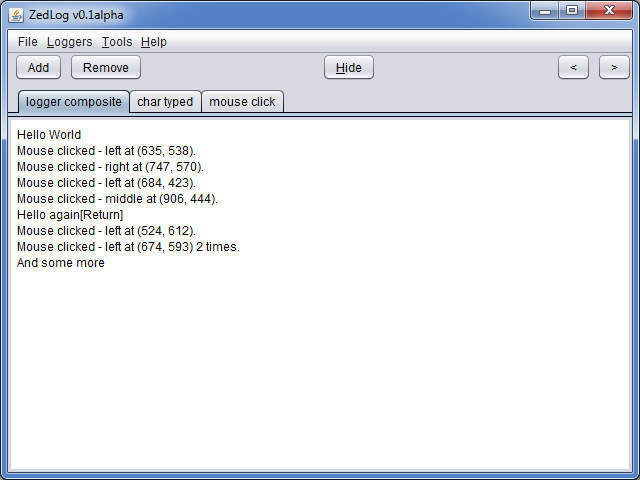 ZedLog v0.1alpha
File Loggers Tools Help
Add Remove Hide < >
logger composite char typed mouse click
Hello World
Mouse clicked - left at (635, 538).
Mouse clicked - right at (747, 570).
Mouse clicked - left at (684, 423).
Mouse clicked - middle at (906, 444).
Hello again[Return]
Mouse clicked - left at (524, 612).
Mouse clicked - left at (674, 593) 2 times.
And some more